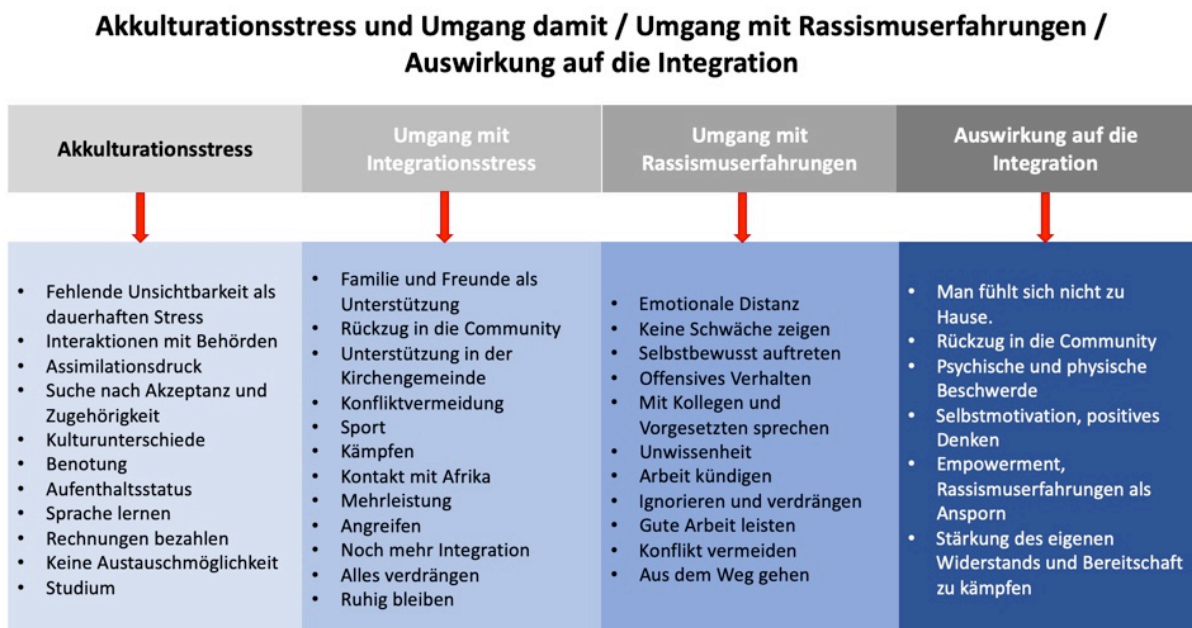 Akkulturationsstress und Umgang damit / Umgang mit Rassismuserfahrungen /
Auswirkung auf die Integration
Akkulturationsstress
Umgang mit
Integrationsstress
Umgang mit
Rassismuserfahrungen
Auswirkung auf die
Integration
• Fehlende Unsichtbarkeit als
dauerhaften Stress
• Interaktionen mit Behörden
• Assimilationsdruck
• Suche nach Akzeptanz und
Zugehörigkeit
• Kulturunterschiede
• Benotung
• Aufenthaltsstatus
• Sprache lernen
• Rechnungen bezahlen
• Keine Austauschmöglichkeit
• Studium
• Familie und Freunde als
Unterstützung
• Rückzug in die Community
• Unterstützung in der
Kirchengemeinde
• Konfliktvermeidung
• Sport
• Kämpfen
• Kontakt mit Afrika
• Mehrleistung
• Angreifen
• Noch mehr Integration
• Alles verdrängen
• Ruhig bleiben
• Emotionale Distanz
• Keine Schwäche zeigen
• Selbstbewusst auftreten
• Offensives Verhalten
• Mit Kollegen und
Vorgesetzten sprechen
• Unwissenheit
• Arbeit kündigen
• Ignorieren und verdrängen
• Gute Arbeit leisten
• Konflikt vermeiden
• Aus dem Weg gehen
• Man fühlt sich nicht zu
Hause.
• Rückzug in die Community
• Psychische und physische
Beschwerde
• Selbstmotivation, positives
Denken
• Empowerment,
Rassismuserfahrungen als
Ansporn
• Stärkung des eigenen
Widerstands und Bereitschaft
zu kämpfen